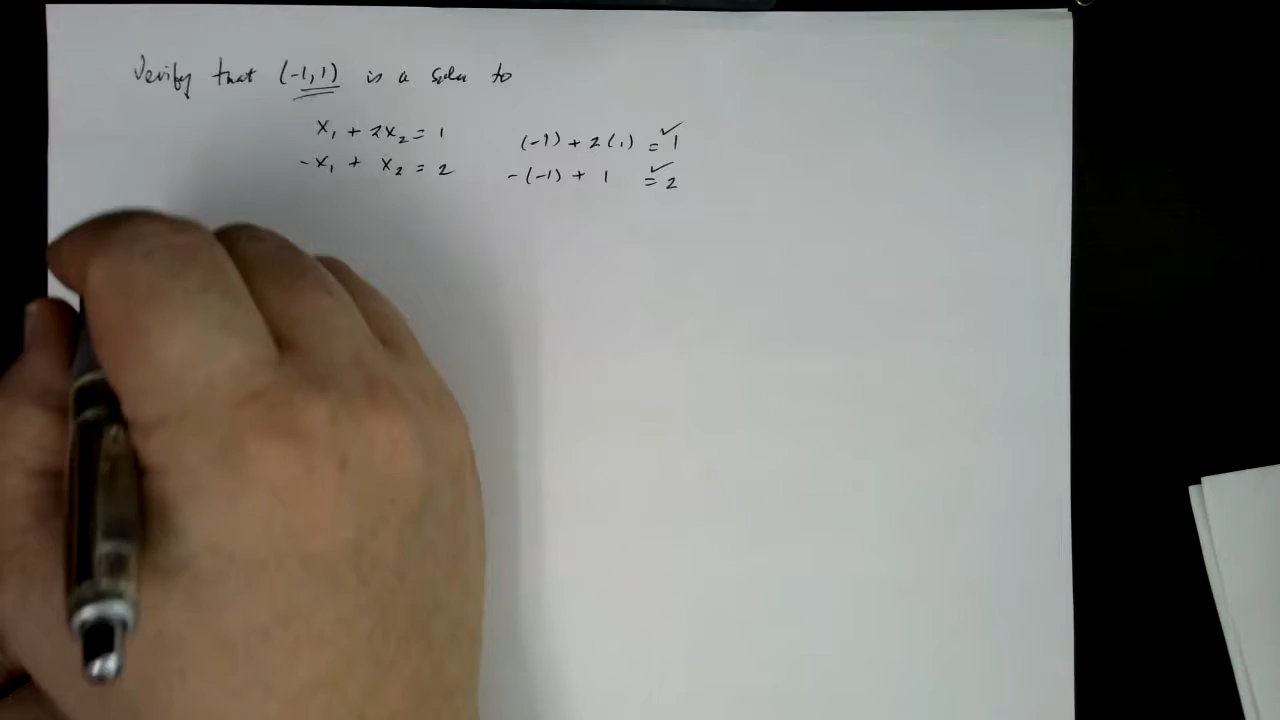 Verify that (-1,1) is a soln to
x₁ + 2x₂ = 1 (-1) + 2(1) = 1 ✓
-x₁ + x₂ = 2 -(-1) + 1 = 2 ✓